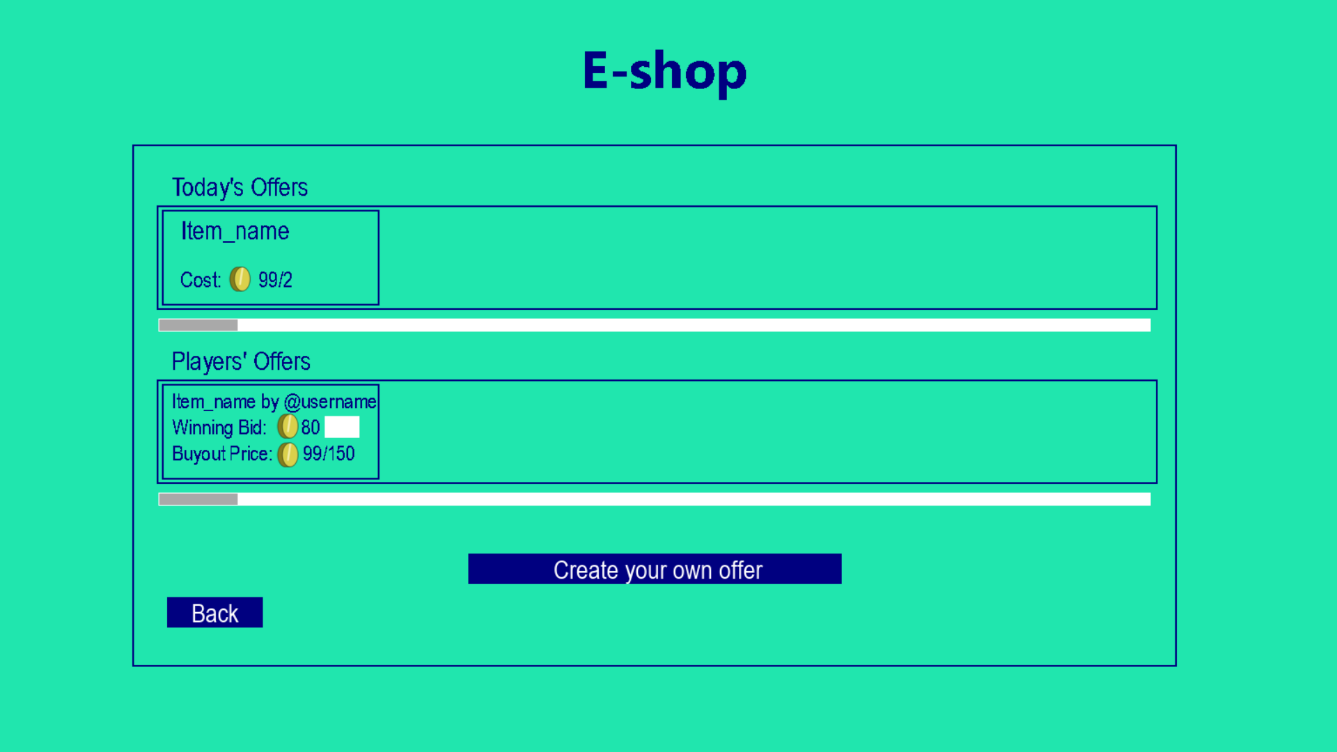 E-shop
Today's Offers
Item_name
Cost: 99/2
Players' Offers
Item_name by @username
Winning Bid: 80
Buyout Price: 99/150
Create your own offer
Back